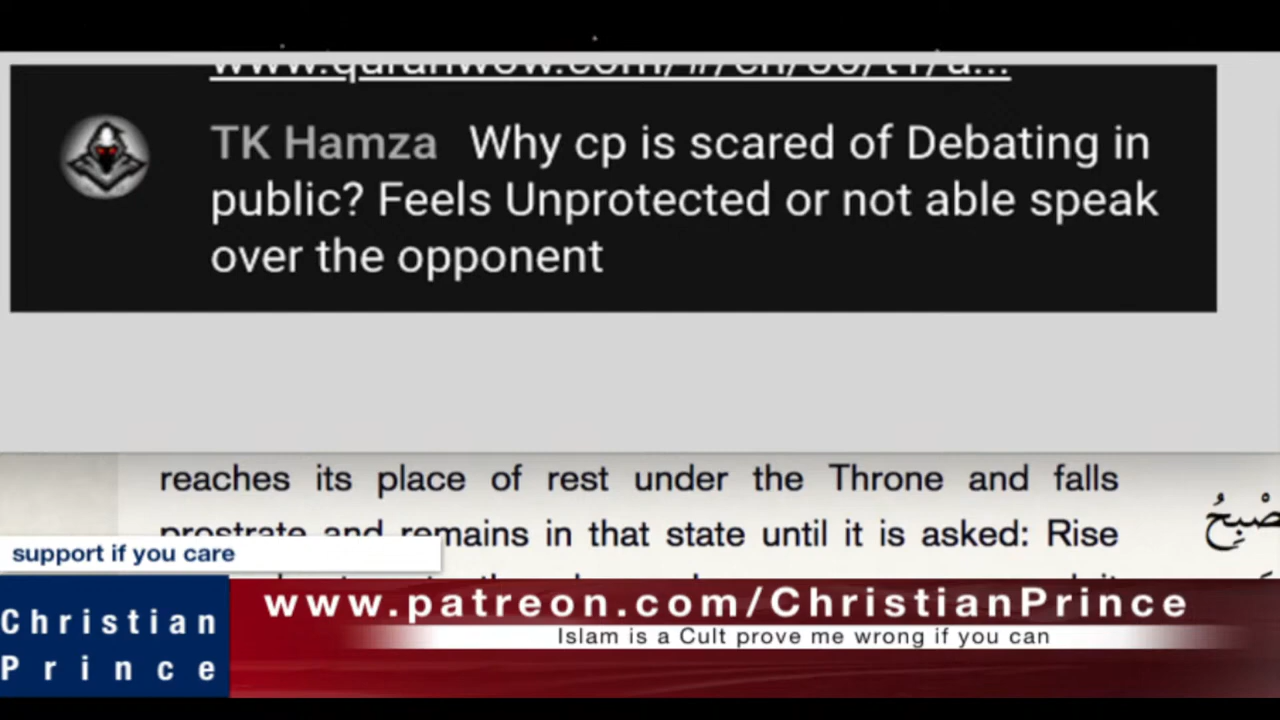 TK Hamza Why cp is scared of Debating in
public? Feels Unprotected or not able speak
over the opponent
reaches its place of rest under the Throne and falls
prostrate and remains in that state until it is asked: Rise
support if you care
Christian
Prince
www.patreon.com/ChristianPrince
Islam is a Cult prove me wrong if you can